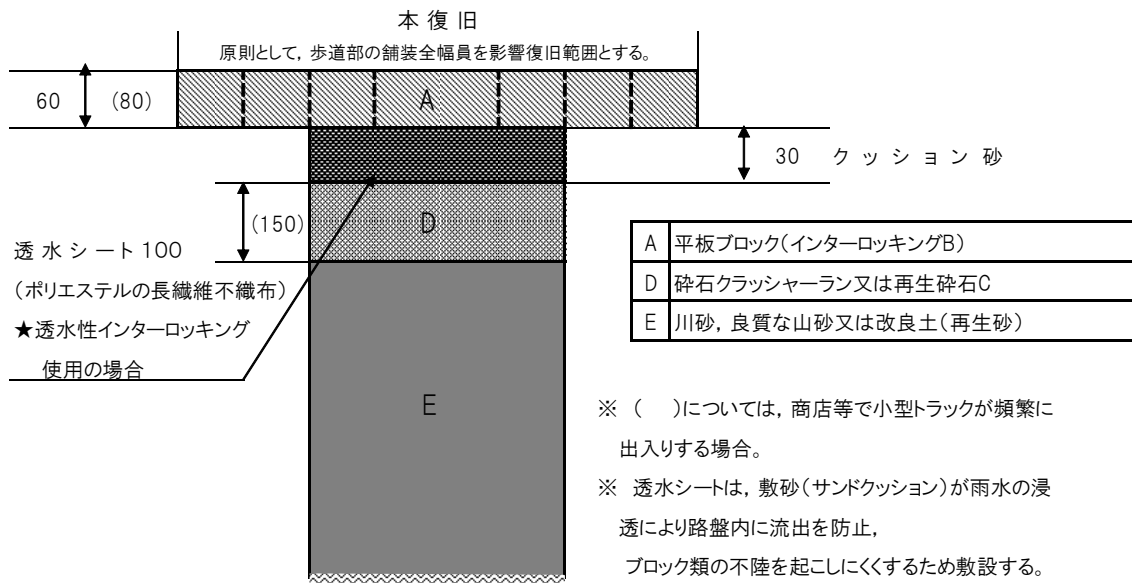 本 復 旧
原則として，歩道部の舗装全幅員を影響復旧範囲とする。
60 (80)
A
30 ク ッ シ ョ ン 砂
(150)
D
透 水 シ ー ト 100
(ポリエステルの長繊維不織布)
★透水性インターロッキング
使用の場合
A 平板ブロック(インターロッキングB)
D 砕石クラッシャーラン又は再生砕石C
E 川砂，良質な山砂又は改良土(再生砂)
E
※ (　)については，商店等で小型トラックが頻繁に
出入りする場合。
※ 透水シートは，敷砂(サンドクッション)が雨水の浸
透により路盤内に流出を防止，
ブロック類の不陸を起こしにくくするため敷設する。